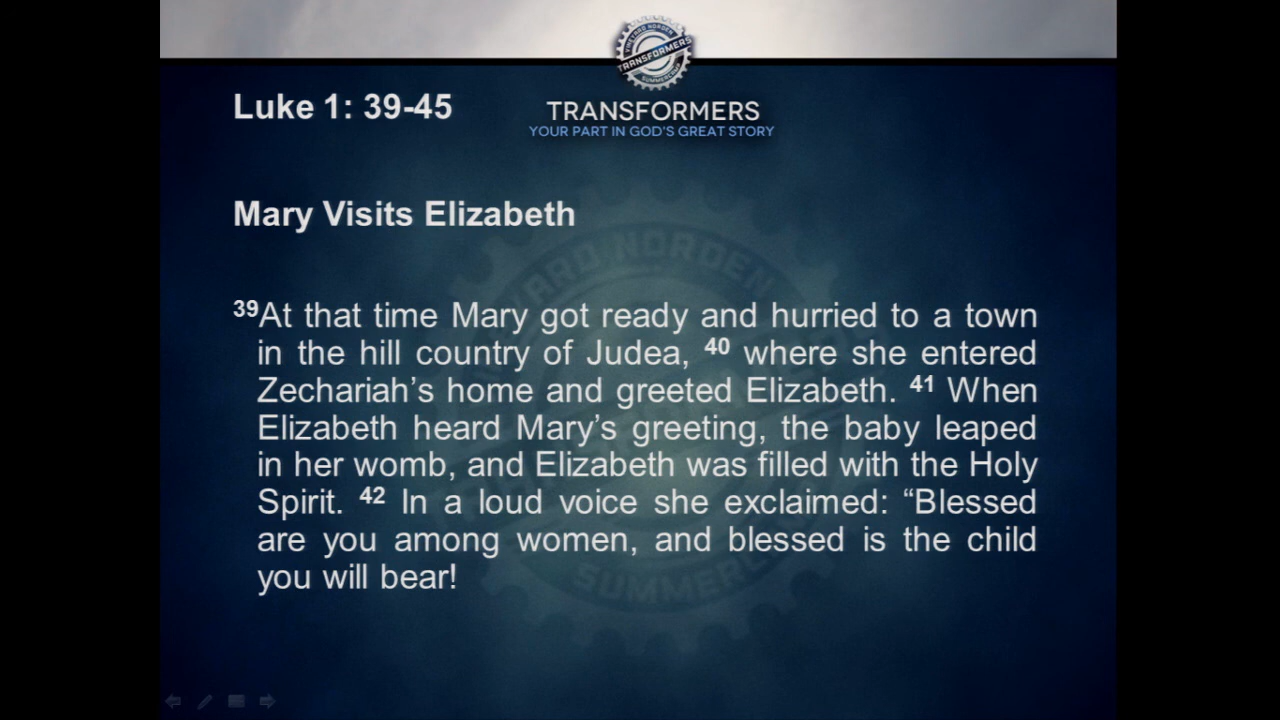 VINEYARD NORDEN
TRANSFORMERS
SUMMERCAMP
Luke 1: 39-45
TRANSFORMERS
YOUR PART IN GOD'S GREAT STORY
Mary Visits Elizabeth
39At that time Mary got ready and hurried to a town
in the hill country of Judea, 40 where she entered
Zechariah’s home and greeted Elizabeth. 41 When
Elizabeth heard Mary’s greeting, the baby leaped
in her womb, and Elizabeth was filled with the Holy
Spirit. 42 In a loud voice she exclaimed: “Blessed
are you among women, and blessed is the child
you will bear!